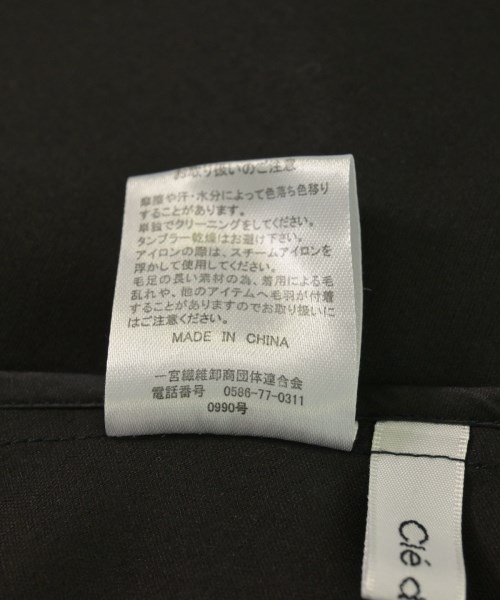 お取り扱いのご注意
摩擦や汗・水分によって色落ち色移り
することがあります。
単独でクリーニングをしてください。
タンブラー乾燥はお避け下さい。
アイロンの際は、スチームアイロンを
浮かして使用してください。
毛足の長い素材の為、着用による毛
乱れや、他のアイテムへ毛羽が付着
することがありますのでお取り扱いに
はご注意ください。
MADE IN CHINA
一宮繊維卸商団体連合会
電話番号 0586-77-0311
0990号
Clé d